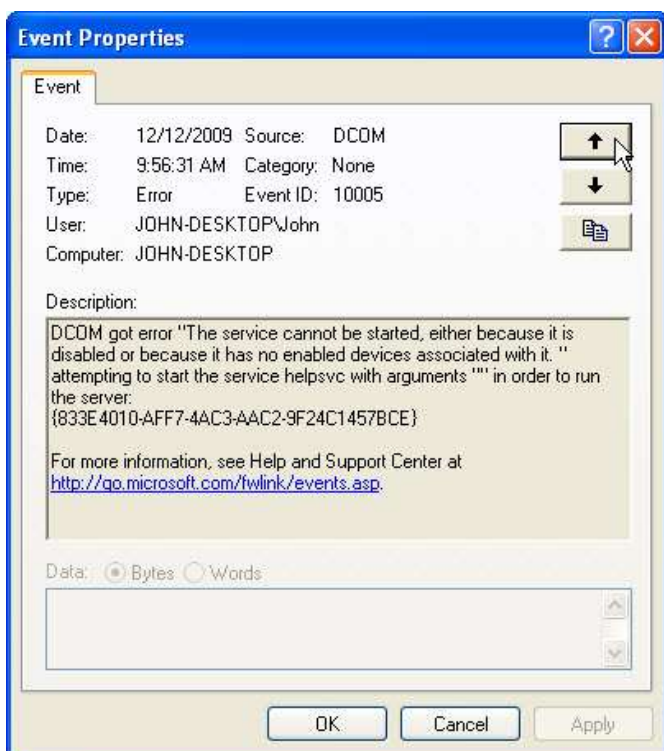 Event Properties
Event
Date: 12/12/2009 Source: DCOM
Time: 9:56:31 AM Category: None
Type: Error Event ID: 10005
User: JOHN-DESKTOP\John
Computer: JOHN-DESKTOP
Description:
DCOM got error "The service cannot be started, either because it is
disabled or because it has no enabled devices associated with it. "
attempting to start the service helpsvc with arguments "" in order to run
the server:
{833E4010-AFF7-4AC3-AAC2-9F24C1457BCE}
For more information, see Help and Support Center at
http://go.microsoft.com/fwlink/events.asp.
Data: Bytes Words
OK Cancel Apply